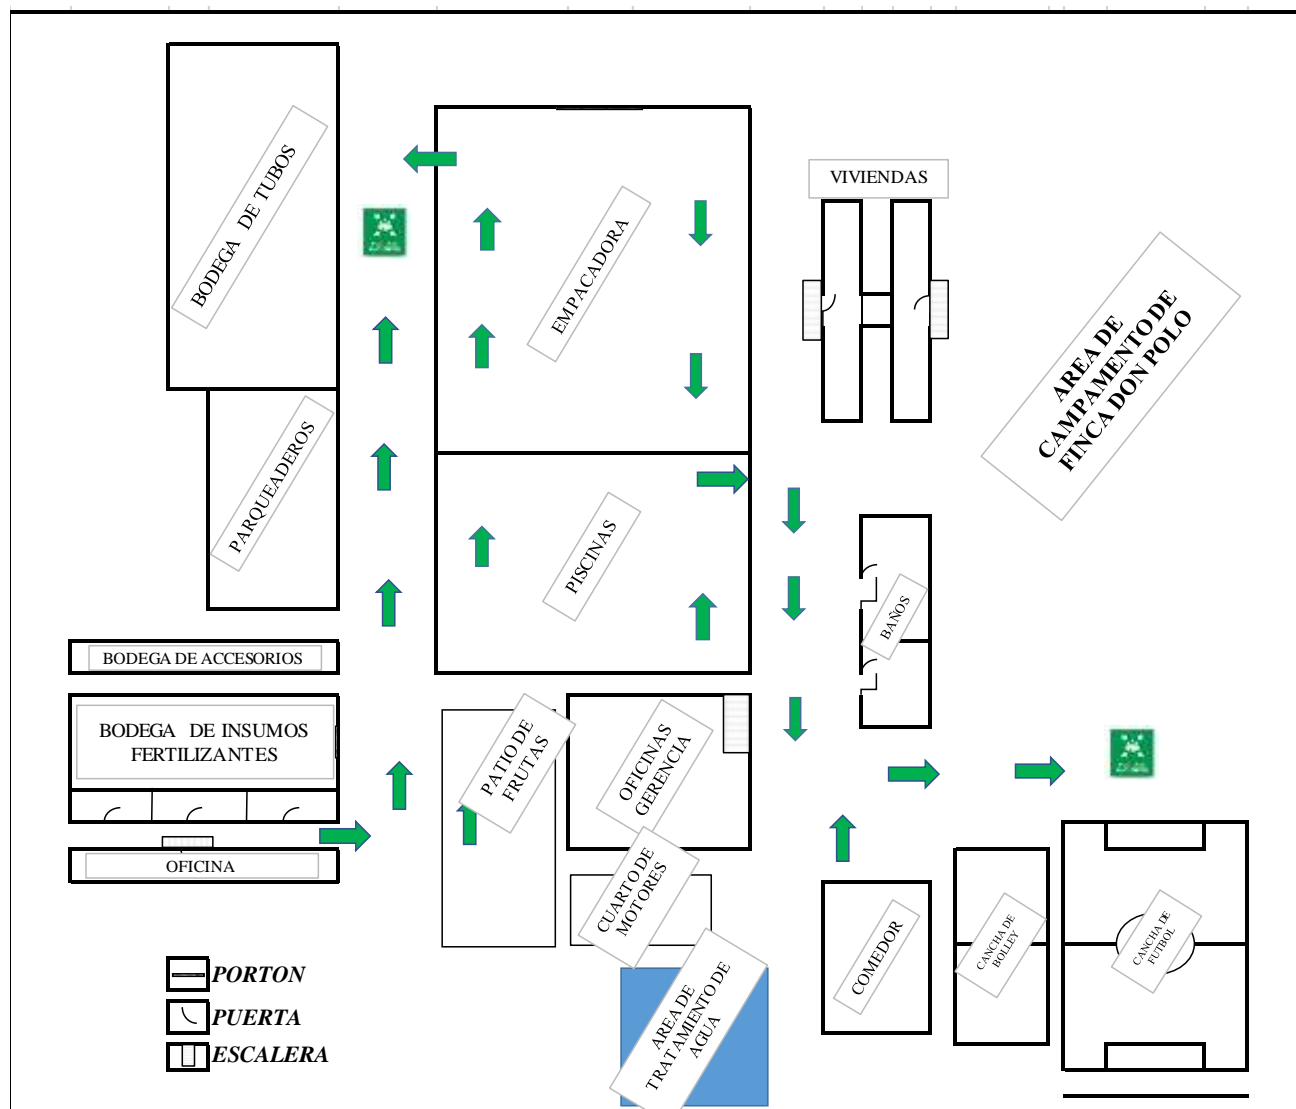 VIVIENDAS
BODEGA DE TUBOS
EMPACADORA
AREA DE
CAMPAMENTO DE
FINCA DON POLO
PARQUEADEROS
PISCINAS
BAÑOS
BODEGA DE ACCESORIOS
BODEGA DE INSUMOS
FERTILIZANTES
PATIO DE
FRUTAS
OFICINAS
GERENCIA
OFICINA
CUARTO DE
MOTORES
COMEDOR
CANCHA DE
BOLLEY
CANCHA DE
FUTBOL
AREA DE
TRATAMIENTO DE
AGUA
PORTON
PUERTA
ESCALERA